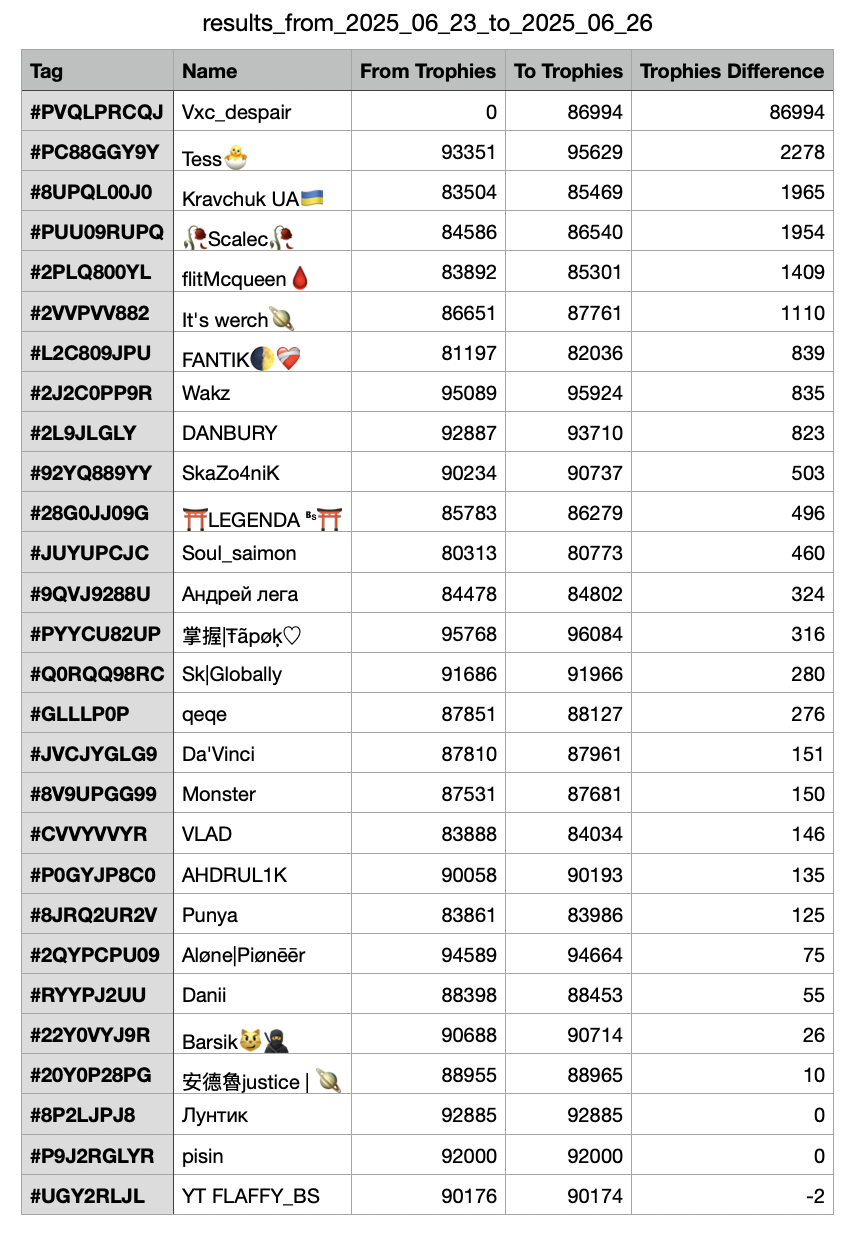 results_from_2025_06_23_to_2025_06_26
Tag Name From Trophies To Trophies Trophies Difference
#PVQLPRCQJ Vxc_despair 0 86994 86994
#PC88GGY9Y Tess🐣 93351 95629 2278
#8UPQL00J0 Kravchuk UA🇺🇦 83504 85469 1965
#PUU09RUPQ 🥀Scalec🥀 84586 86540 1954
#2PLQ800YL flitMcqueen🩸 83892 85301 1409
#2VVPVV882 It's werch🪐 86651 87761 1110
#L2C809JPU FANTIK🌓❤️‍🩹 81197 82036 839
#2J2C0PP9R Wakz 95089 95924 835
#2L9JLGLY DANBURY 92887 93710 823
#92YQ889YY SkaZo4niK 90234 90737 503
#28G0JJ09G ⛩️LEGENDA ᴮˢ⛩️ 85783 86279 496
#JUYUPCJC Soul_saimon 80313 80773 460
#9QVJ9288U Андрей лега 84478 84802 324
#PYYCU82UP 掌握|Ŧãpøķ♡ 95768 96084 316
#Q0RQQ98RC Sk|Globally 91686 91966 280
#GLLLP0P qeqe 87851 88127 276
#JVCJYGLG9 Da'Vinci 87810 87961 151
#8V9UPGG99 Monster 87531 87681 150
#CVVYVVYR VLAD 83888 84034 146
#P0GYJP8C0 AHDRUL1K 90058 90193 135
#8JRQ2UR2V Punya 83861 83986 125
#2QYPCPU09 Aløne|Piønēēr 94589 94664 75
#RYYPJ2UU Danii 88398 88453 55
#22Y0VYJ9R Barsik😼🥷 90688 90714 26
#20Y0P28PG 安德魯justice | 🪐 88955 88965 10
#8P2LJPJ8 Лунтик 92885 92885 0
#P9J2RGLYR pisin 92000 92000 0
#UGY2RLJL YT FLAFFY_BS 90176 90174 -2